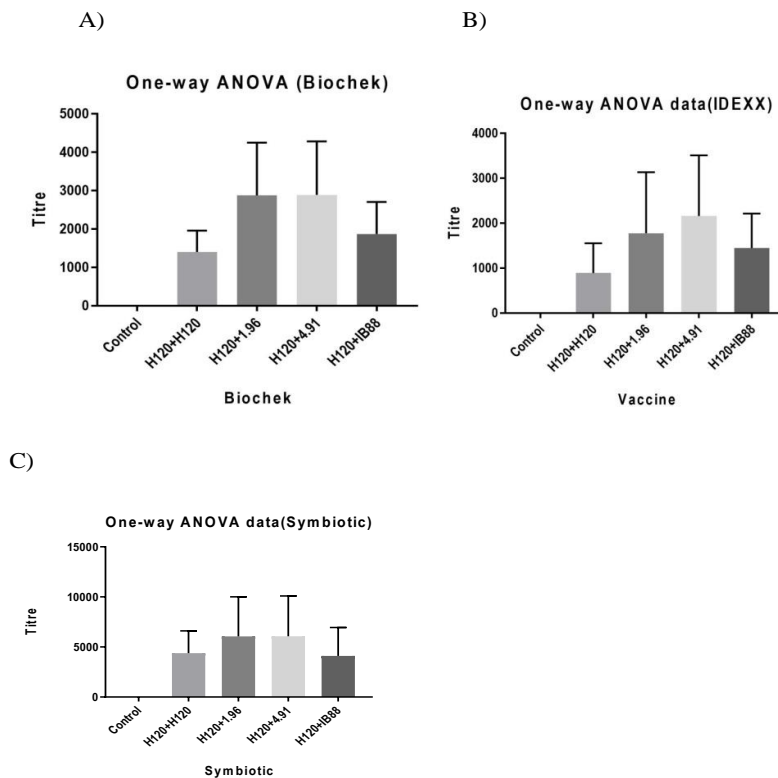 A)
One-way ANOVA (Biochek)
Titre
5000
4000
3000
2000
1000
0
Control
H120+H120
H120+1.96
H120+4.91
H120+IB88
Biochek
B)
One-way ANOVA data(IDEXX)
Titre
4000
3000
2000
1000
0
Control
H120+H120
H120+1.96
H120+4.91
H120+IB88
Vaccine
C)
One-way ANOVA data(Symbiotic)
Titre
15000
10000
5000
0
Control
H120+H120
H120+1.96
H120+4.91
H120+IB88
Symbiotic